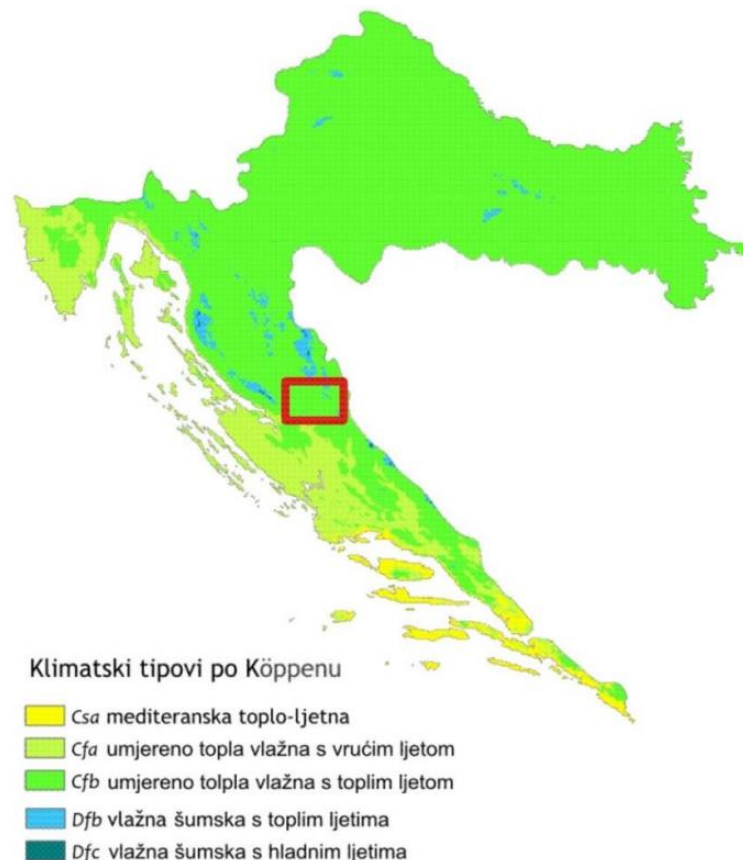 Klimatski tipovi po Köppenu
Csa mediteranska toplo-ljetna
Cfa umjereno topla vlažna s vrućim ljetom
Cfb umjereno tolpla vlažna s toplim ljetom
Dfb vlažna šumska s toplim ljetima
Dfc vlažna šumska s hladnim ljetima